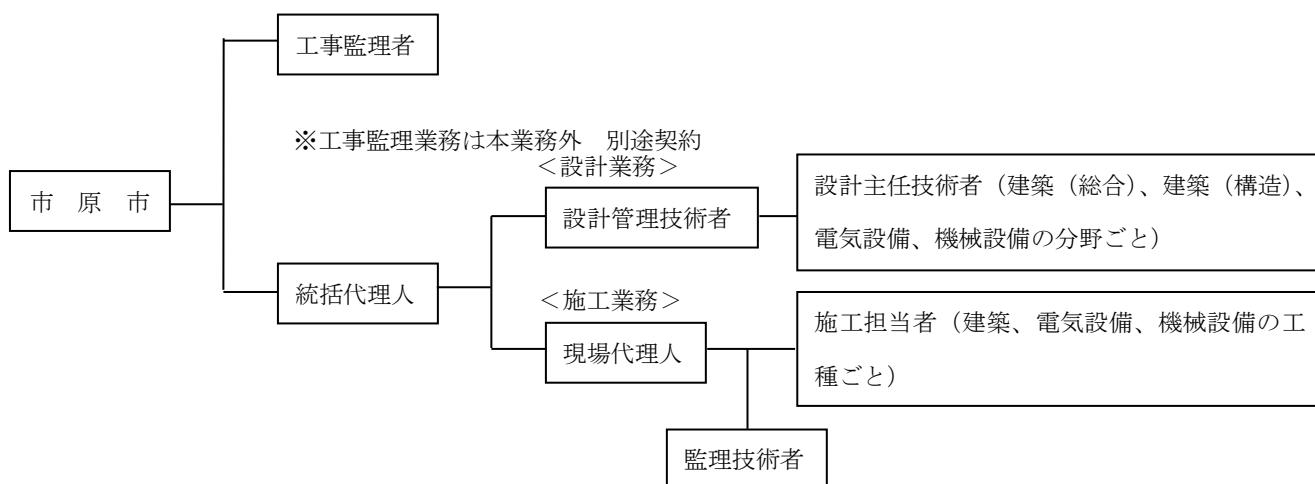 工事監理者
※工事監理業務は本業務外　別途契約
＜設計業務＞
市　原　市
設計管理技術者
設計主任技術者（建築（総合）、建築（構造）、
電気設備、機械設備の分野ごと）
統括代理人
＜施工業務＞
現場代理人
施工担当者（建築、電気設備、機械設備の工
種ごと）
監理技術者